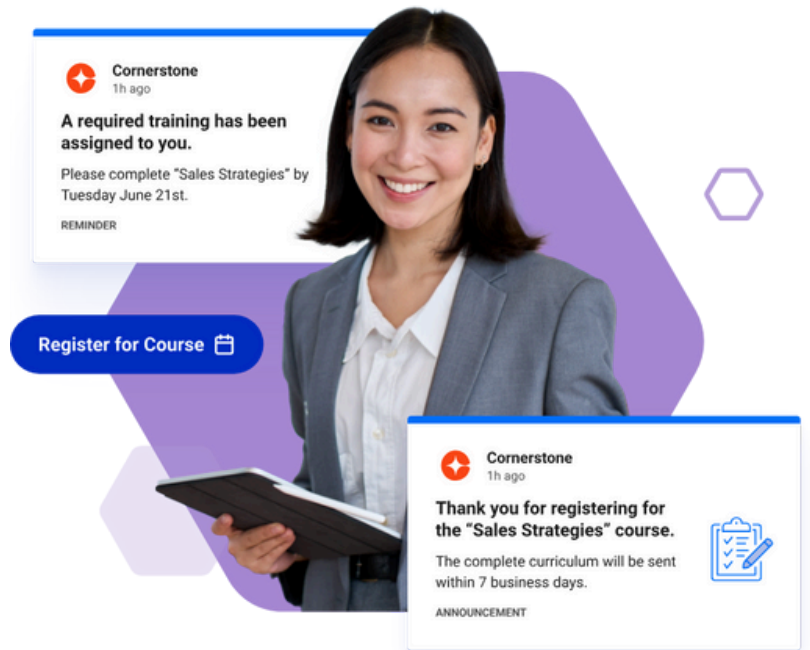 Cornerstone
1h ago
A required training has been
assigned to you.
Please complete “Sales Strategies” by
Tuesday June 21st.
REMINDER
Register for Course
Cornerstone
1h ago
Thank you for registering for
the “Sales Strategies” course.
The complete curriculum will be sent
within 7 business days.
ANNOUNCEMENT